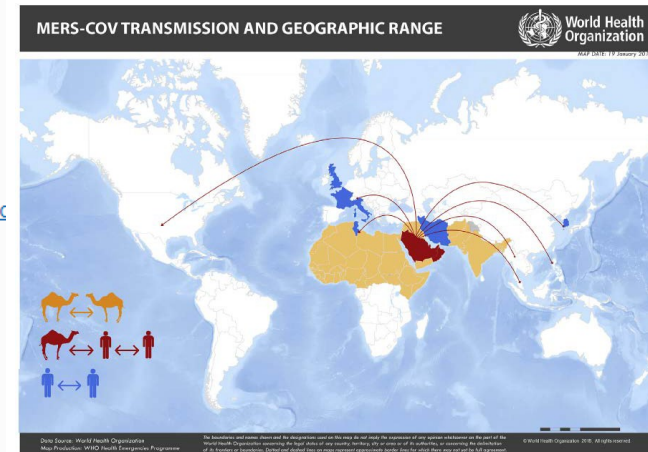 MERS-COV TRANSMISSION AND GEOGRAPHIC RANGE
World Health
Organization
MAP DATE: 19 January 201
Data Source: World Health Organization
Map Production: WHO Health Emergencies Programme
The boundaries and names shown and the designations used on this map do not imply the expression of any opinion whatsoever on the part of the
World Health Organization concerning the legal status of any country, territory, city or area or of its authorities, or concerning the delimitation
of its frontiers or boundaries. Dotted and dashed lines on maps represent approximate border lines for which there may not yet be full agreement.
© World Health Organization 2018. All rights reserved.